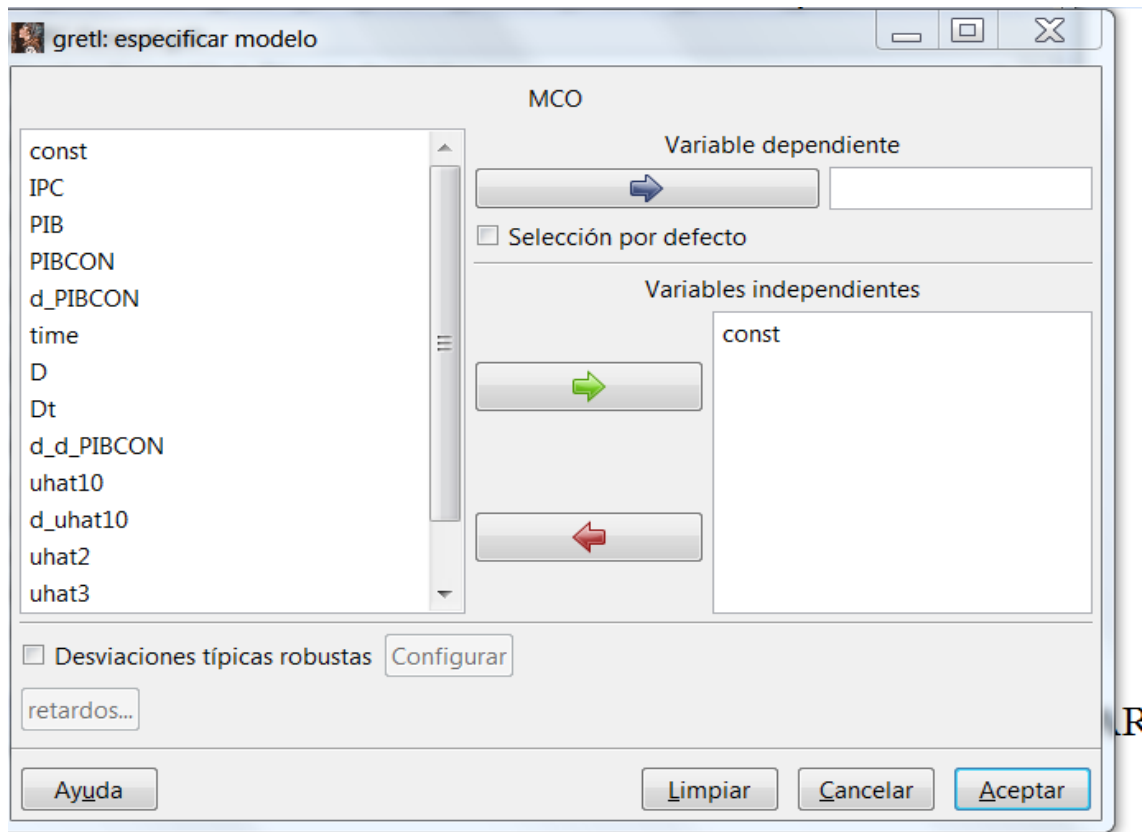 gretl: especificar modelo
MCO
const
IPC
PIB
PIBCON
d_PIBCON
time
D
Dt
d_d_PIBCON
uhat10
d_uhat10
uhat2
uhat3
Variable dependiente
Selección por defecto
Variables independientes
const
Desviaciones típicas robustas Configurar
retardos...
AR
Ayuda Limpiar Cancelar Aceptar